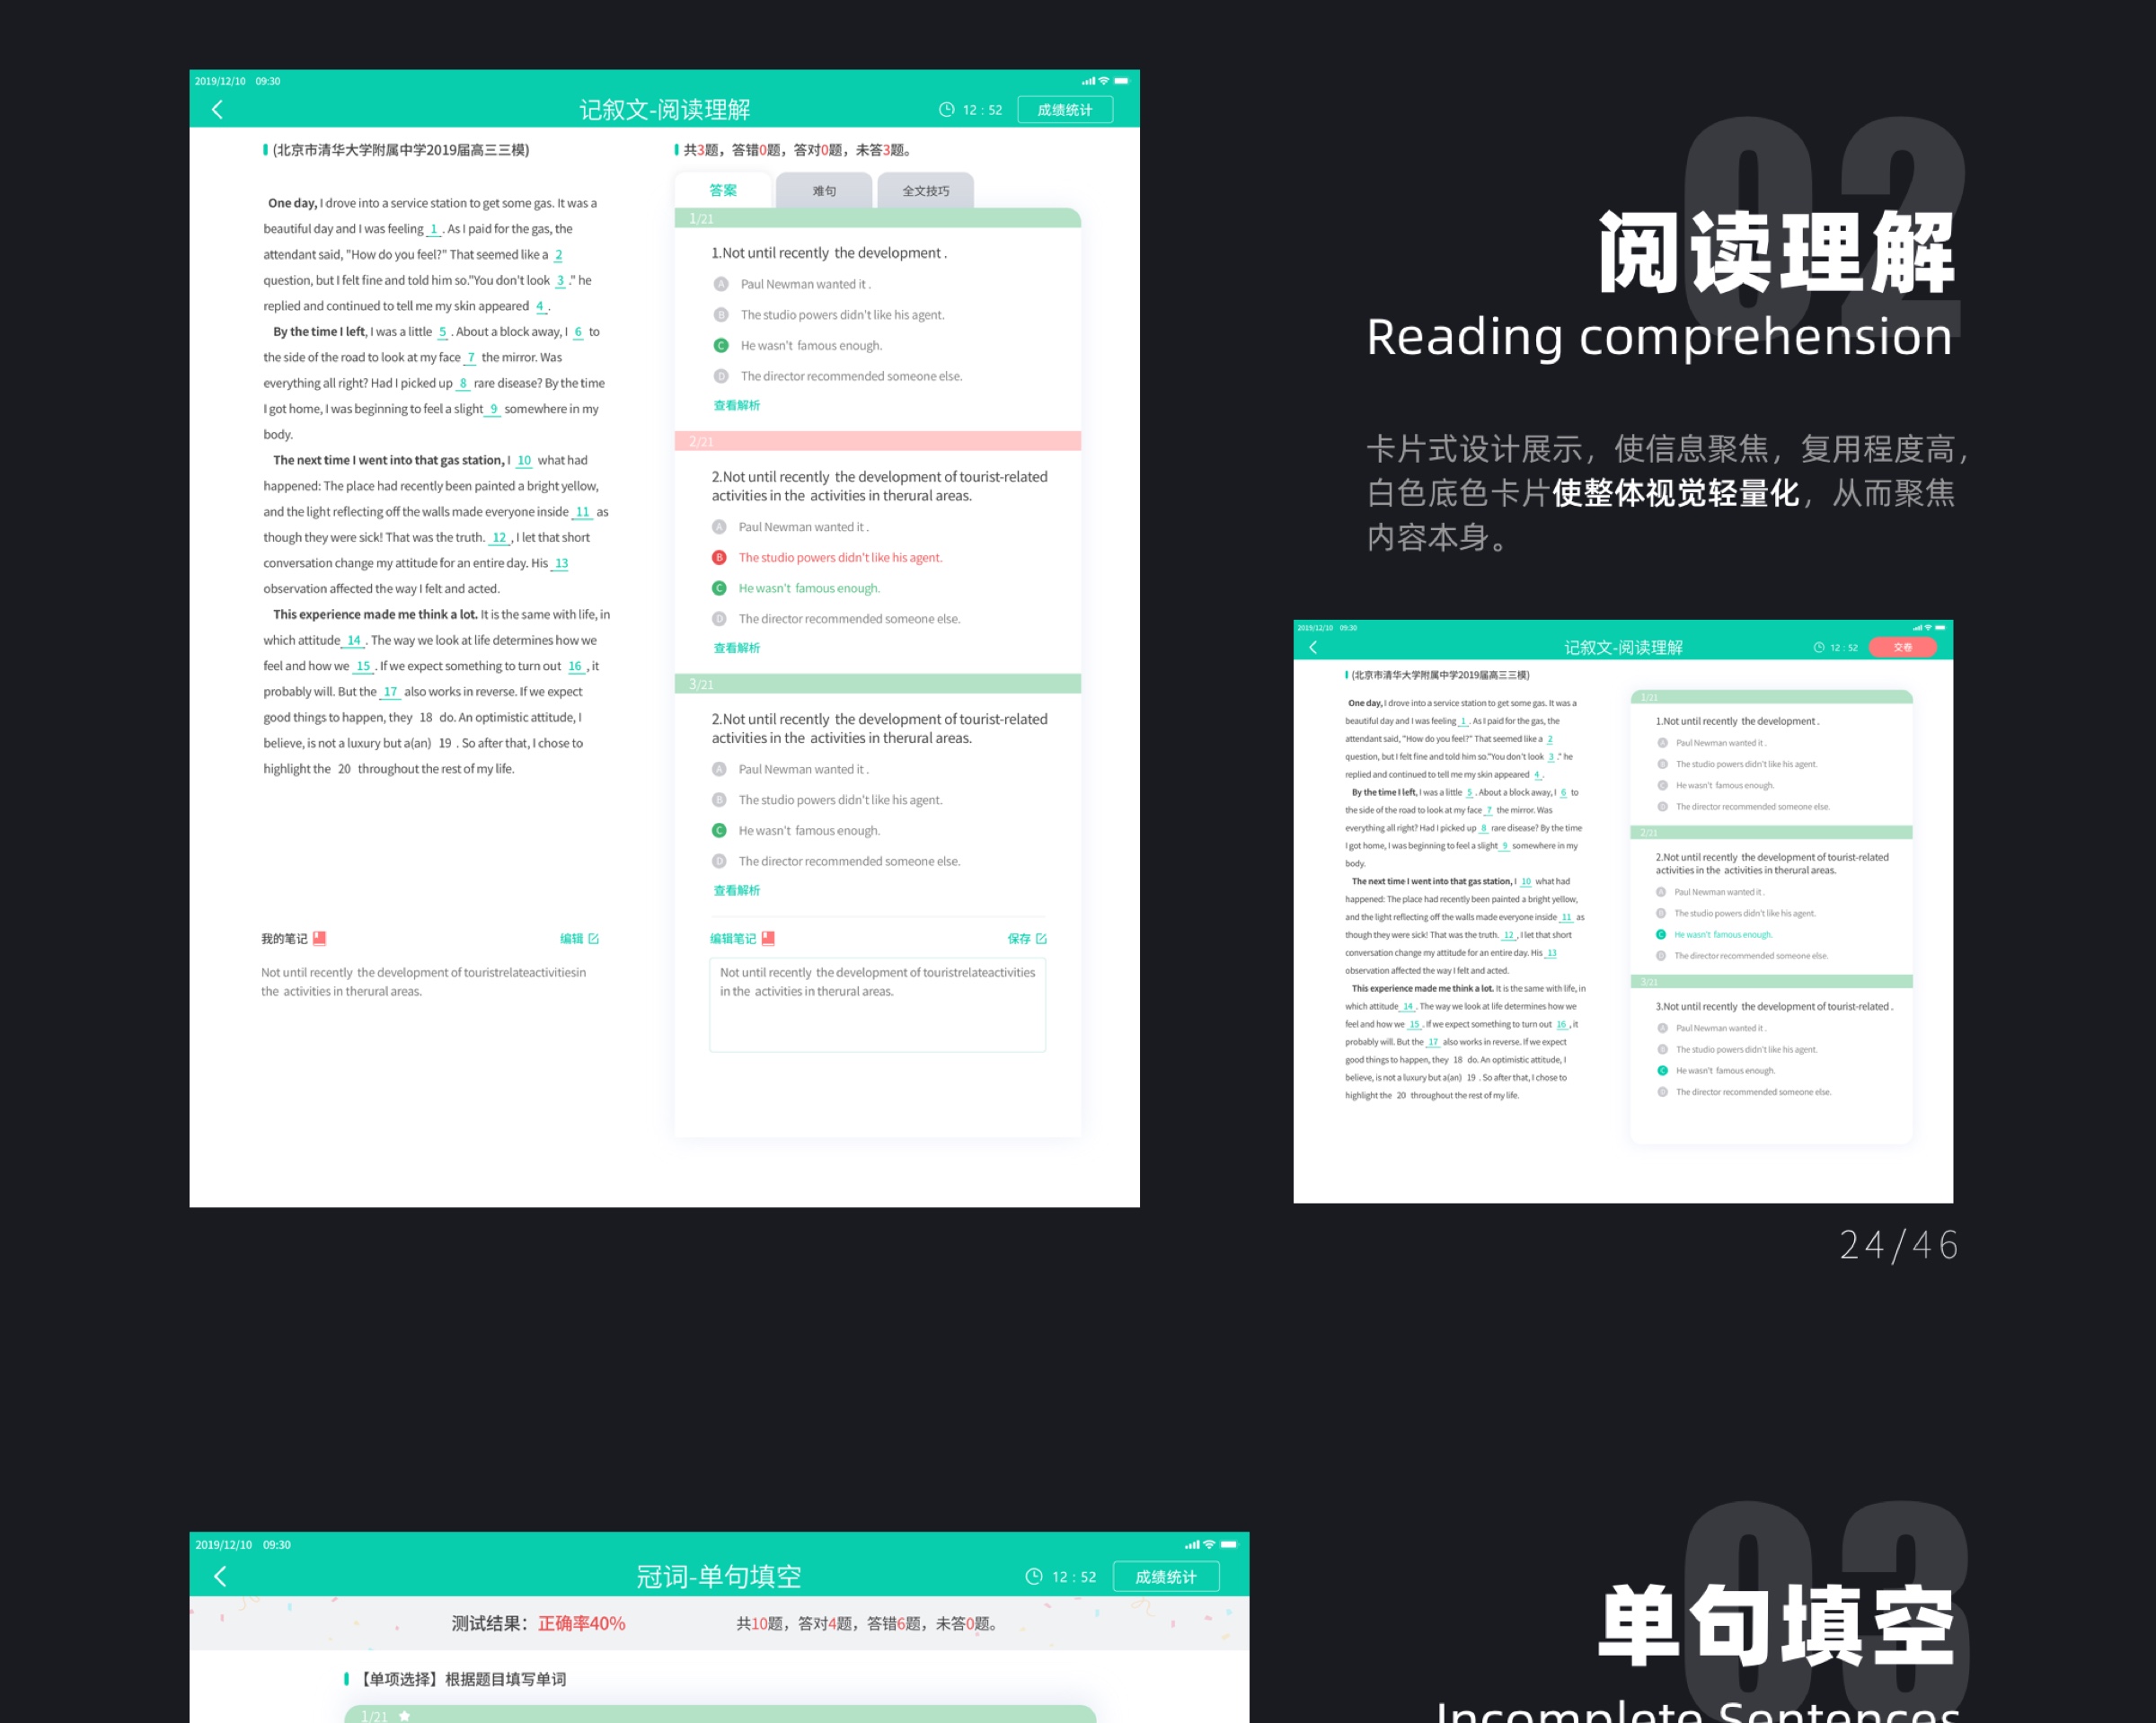 2019/12/10 09:30
记叙文-阅读理解
12 : 52
成绩统计
(北京市清华大学附属中学2019届高三三模)
One day, I drove into a service station to get some gas. It was a
beautiful day and I was feeling 1 . As I paid for the gas, the
attendant said, "How do you feel?" That seemed like a 2
question, but I felt fine and told him so."You don't look 3 ." he
replied and continued to tell me my skin appeared 4 .
By the time I left, I was a little 5 . About a block away, I 6 to
the side of the road to look at my face 7 the mirror. Was
everything all right? Had I picked up 8 rare disease? By the time
I got home, I was beginning to feel a slight 9 somewhere in my
body.
The next time I went into that gas station, I 10 what had
happened: The place had recently been painted a bright yellow,
and the light reflecting off the walls made everyone inside 11 as
though they were sick! That was the truth. 12 , I let that short
conversation change my attitude for an entire day. His 13
observation affected the way I felt and acted.
This experience made me think a lot. It is the same with life, in
which attitude 14 . The way we look at life determines how we
feel and how we 15 . If we expect something to turn out 16 , it
probably will. But the 17 also works in reverse. If we expect
good things to happen, they 18 do. An optimistic attitude, I
believe, is not a luxury but a(an) 19 . So after that, I chose to
highlight the 20 throughout the rest of my life.
我的笔记
编辑
Not until recently the development of touristrelateactivitiesin
the activities in therural areas.
共3题，答错0题，答对0题，未答3题。
答案
难句
全文技巧
1/21
1.Not until recently the development .
A Paul Newman wanted it .
B The studio powers didn't like his agent.
C He wasn't famous enough.
D The director recommended someone else.
查看解析
2/21
2.Not until recently the development of tourist-related
activities in the activities in therural areas.
A Paul Newman wanted it .
B The studio powers didn't like his agent.
C He wasn't famous enough.
D The director recommended someone else.
查看解析
3/21
2.Not until recently the development of tourist-related
activities in the activities in therural areas.
A Paul Newman wanted it .
B The studio powers didn't like his agent.
C He wasn't famous enough.
D The director recommended someone else.
查看解析
编辑笔记
保存
Not until recently the development of touristrelateactivities
in the activities in therural areas.
02
阅读理解
Reading comprehension
卡片式设计展示，使信息聚焦，复用程度高，
白色底色卡片使整体视觉轻量化，从而聚焦
内容本身。
2019/12/10 09:30
记叙文-阅读理解
12 : 52
交卷
(北京市清华大学附属中学2019届高三三模)
One day, I drove into a service station to get some gas. It was a
beautiful day and I was feeling 1 . As I paid for the gas, the
attendant said, "How do you feel?" That seemed like a 2
question, but I felt fine and told him so."You don't look 3 ." he
replied and continued to tell me my skin appeared 4 .
By the time I left, I was a little 5 . About a block away, I 6 to
the side of the road to look at my face 7 the mirror. Was
everything all right? Had I picked up 8 rare disease? By the time
I got home, I was beginning to feel a slight 9 somewhere in my
body.
The next time I went into that gas station, I 10 what had
happened: The place had recently been painted a bright yellow,
and the light reflecting off the walls made everyone inside 11 as
though they were sick! That was the truth. 12 , I let that short
conversation change my attitude for an entire day. His 13
observation affected the way I felt and acted.
This experience made me think a lot. It is the same with life, in
which attitude 14 . The way we look at life determines how we
feel and how we 15 . If we expect something to turn out 16 , it
probably will. But the 17 also works in reverse. If we expect
good things to happen, they 18 do. An optimistic attitude, I
believe, is not a luxury but a(an) 19 . So after that, I chose to
highlight the 20 throughout the rest of my life.
1/21
1.Not until recently the development .
A Paul Newman wanted it .
B The studio powers didn't like his agent.
C He wasn't famous enough.
D The director recommended someone else.
2/21
2.Not until recently the development of tourist-related
activities in the activities in therural areas.
A Paul Newman wanted it .
B The studio powers didn't like his agent.
C He wasn't famous enough.
D The director recommended someone else.
3/21
3.Not until recently the development of tourist-related .
A Paul Newman wanted it .
B The studio powers didn't like his agent.
C He wasn't famous enough.
D The director recommended someone else.
24/46
2019/12/10 09:30
冠词-单句填空
12 : 52
成绩统计
测试结果：正确率40%
共10题，答对4题，答错6题，未答0题。
【单项选择】根据题目填写单词
1/21
03
单句填空
Incomplete Sentences